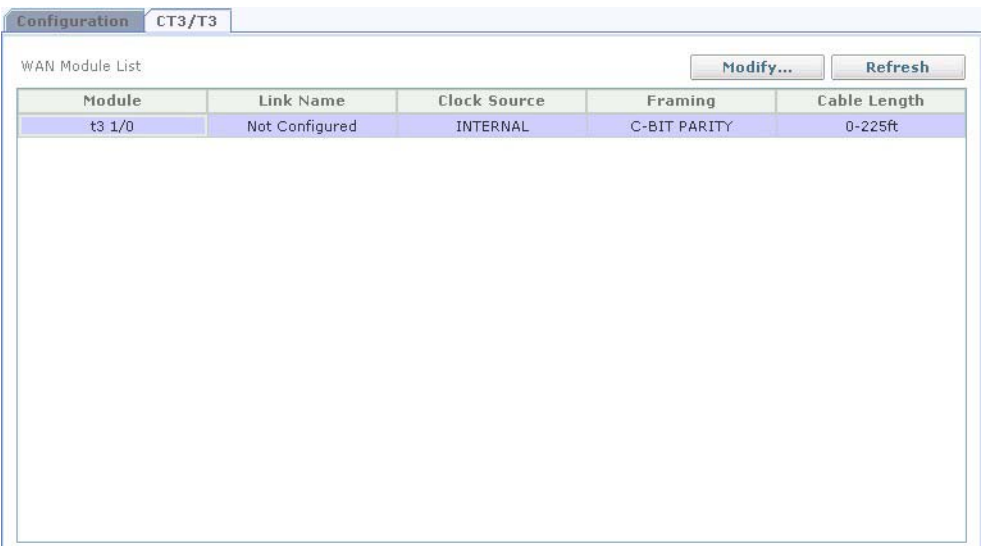 Configuration CT3/T3
WAN Module List Modify... Refresh
Module Link Name Clock Source Framing Cable Length
t3 1/0 Not Configured INTERNAL C-BIT PARITY 0-225ft